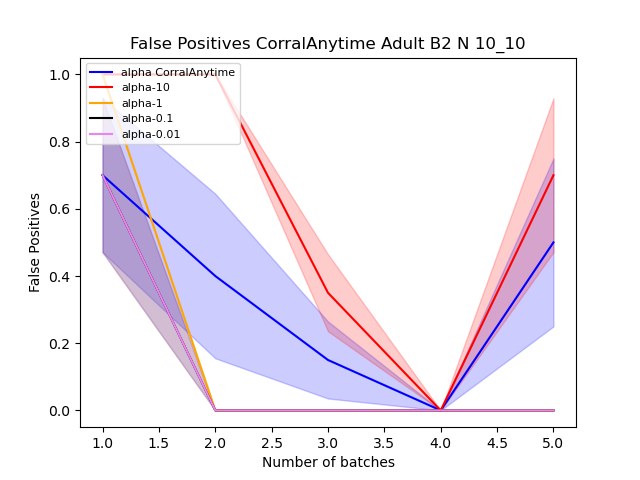 False Positives CorralAnytime Adult B2 N 10_10
1.0
0.8
0.6
0.4
0.2
0.0
False Positives
alpha CorralAnytime
alpha-10
alpha-1
alpha-0.1
alpha-0.01
1.0 1.5 2.0 2.5 3.0 3.5 4.0 4.5 5.0
Number of batches